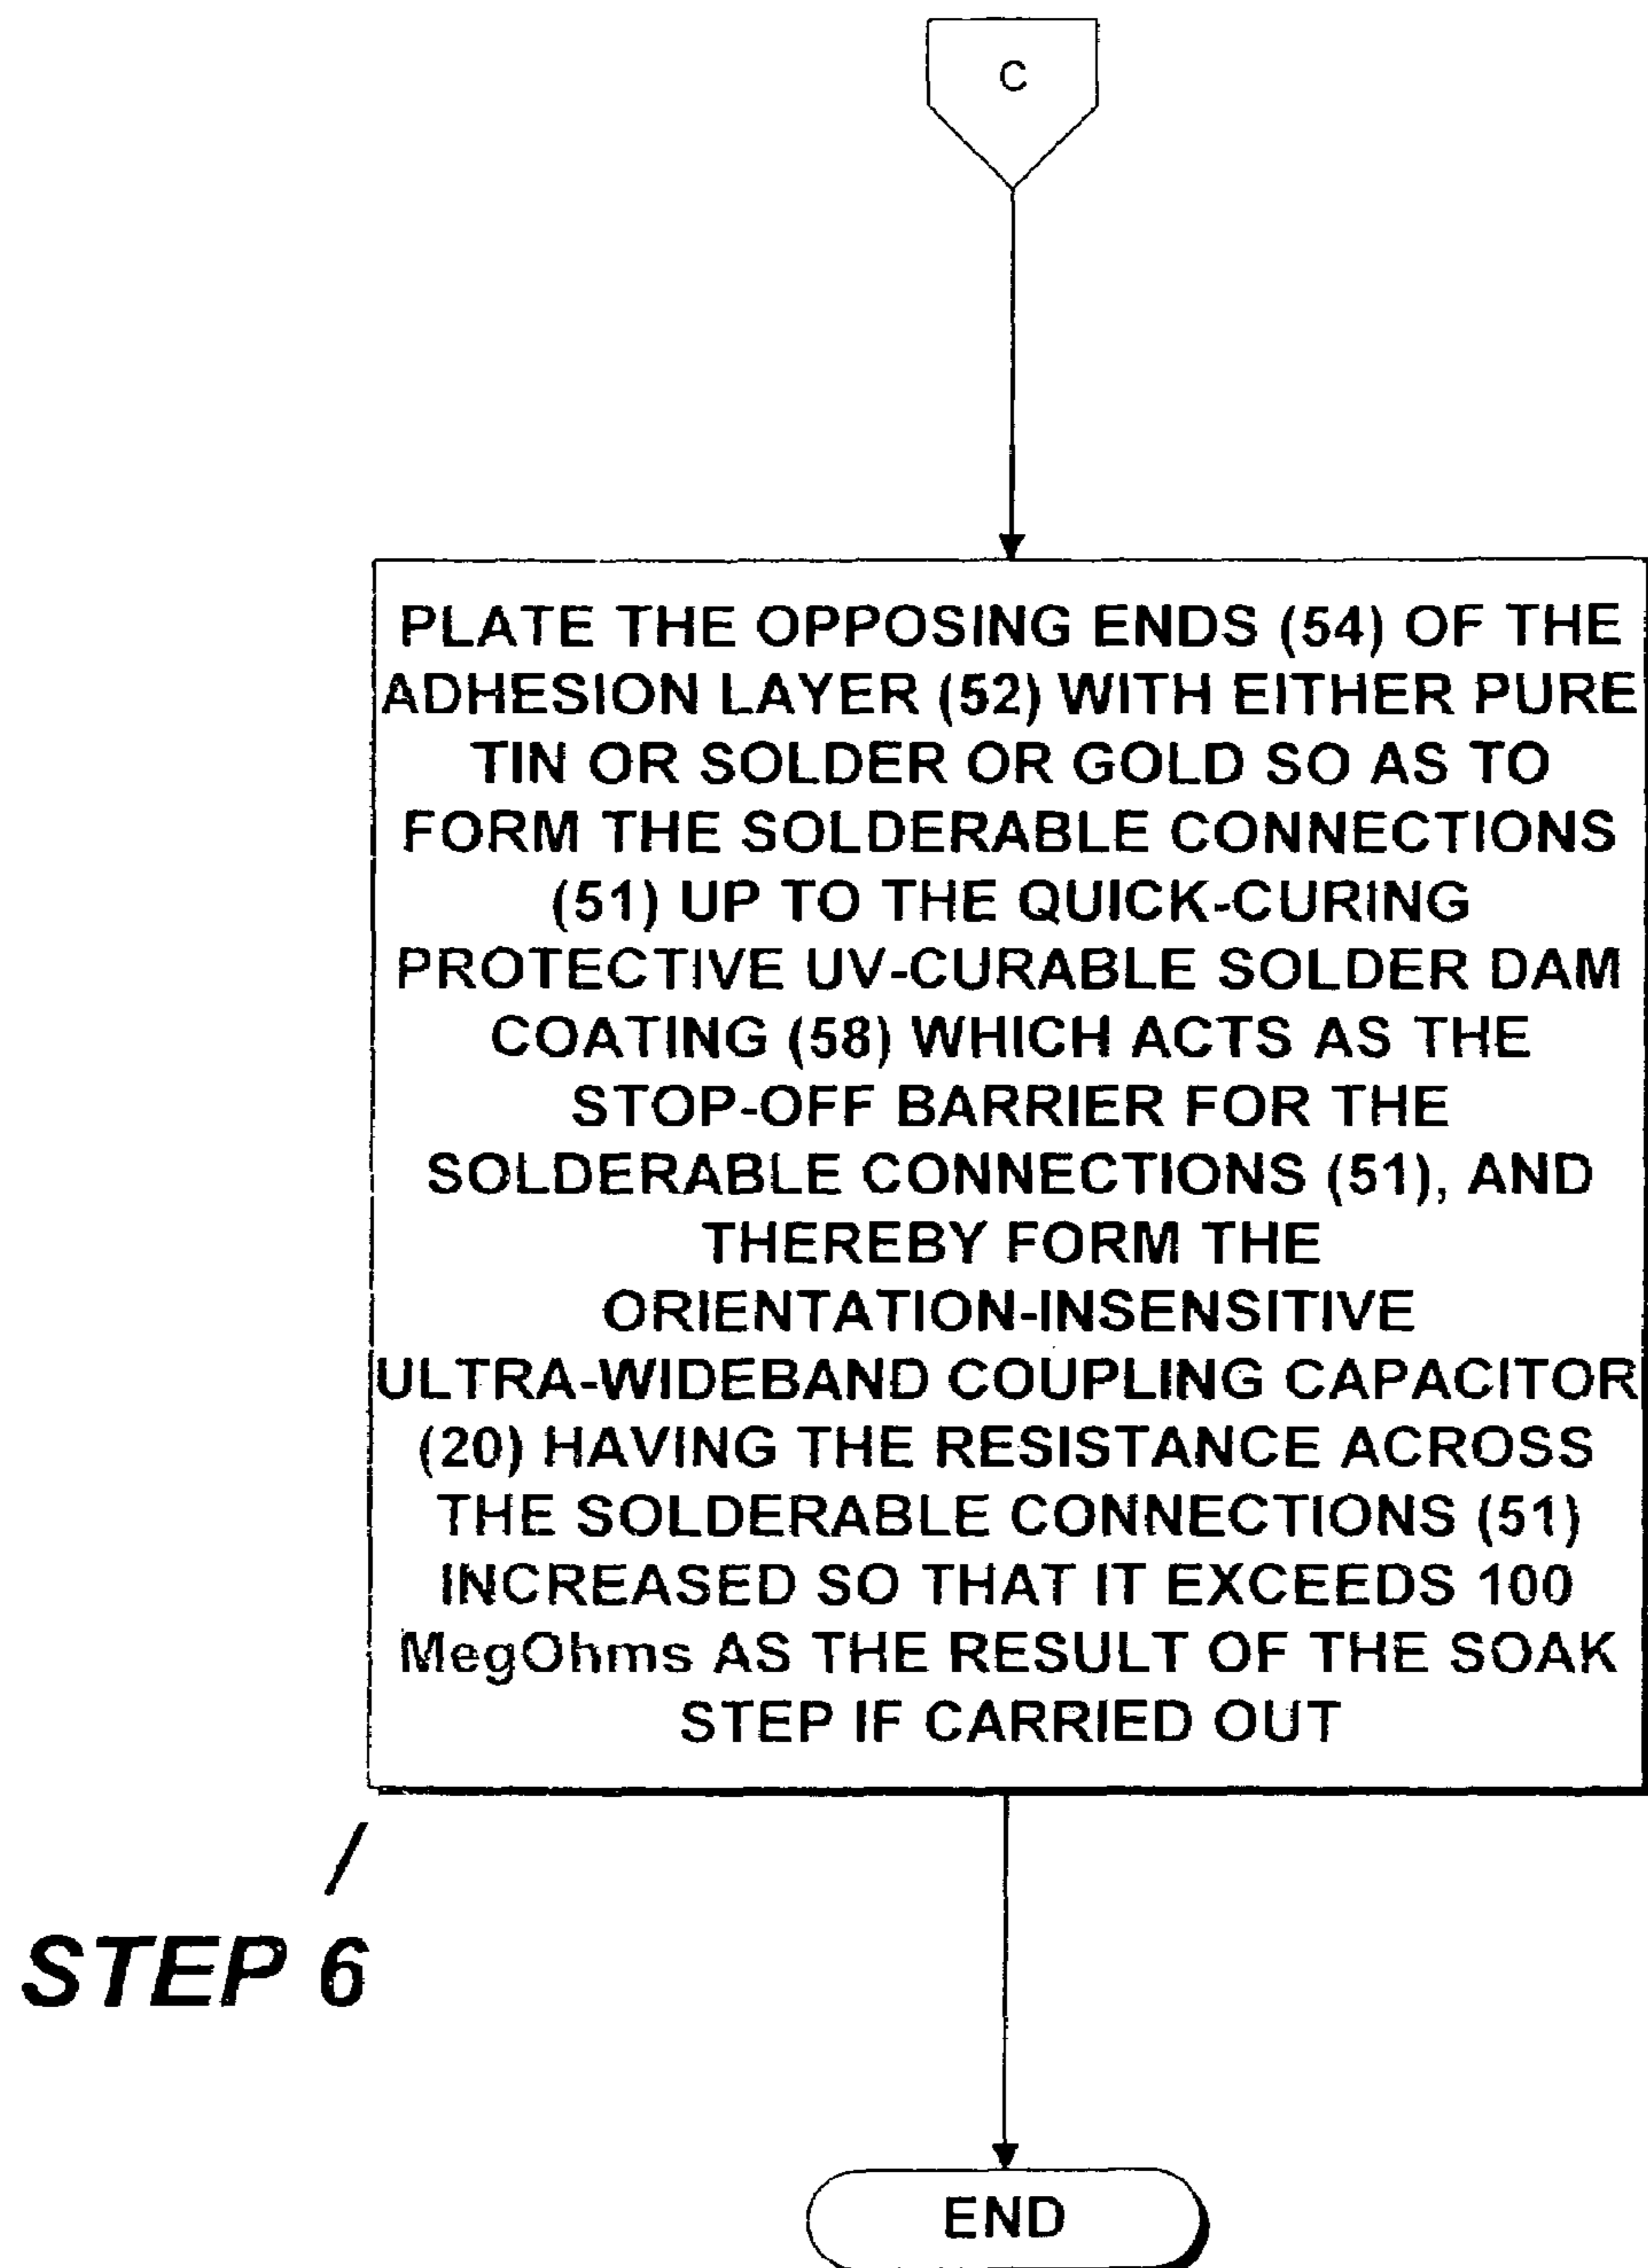 C
PLATE THE OPPOSING ENDS (54) OF THE
ADHESION LAYER (52) WITH EITHER PURE
TIN OR SOLDER OR GOLD SO AS TO
FORM THE SOLDERABLE CONNECTIONS
(51) UP TO THE QUICK-CURING
PROTECTIVE UV-CURABLE SOLDER DAM
COATING (58) WHICH ACTS AS THE
STOP-OFF BARRIER FOR THE
SOLDERABLE CONNECTIONS (51), AND
THEREBY FORM THE
ORIENTATION-INSENSITIVE
ULTRA-WIDEBAND COUPLING CAPACITOR
(20) HAVING THE RESISTANCE ACROSS
THE SOLDERABLE CONNECTIONS (51)
INCREASED SO THAT IT EXCEEDS 100
MegOhms AS THE RESULT OF THE SOAK
STEP IF CARRIED OUT
STEP 6
END